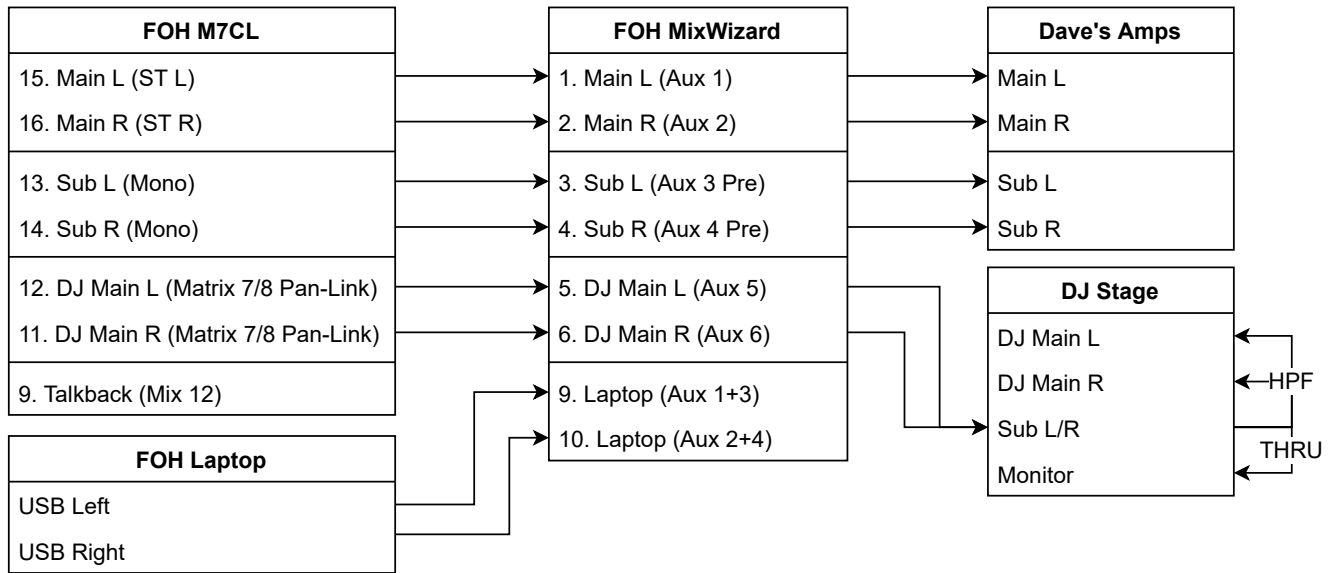 FOH M7CL
15. Main L (ST L)
16. Main R (ST R)
13. Sub L (Mono)
14. Sub R (Mono)
12. DJ Main L (Matrix 7/8 Pan-Link)
11. DJ Main R (Matrix 7/8 Pan-Link)
9. Talkback (Mix 12)
FOH Laptop
USB Left
USB Right
FOH MixWizard
1. Main L (Aux 1)
2. Main R (Aux 2)
3. Sub L (Aux 3 Pre)
4. Sub R (Aux 4 Pre)
5. DJ Main L (Aux 5)
6. DJ Main R (Aux 6)
9. Laptop (Aux 1+3)
10. Laptop (Aux 2+4)
Dave's Amps
Main L
Main R
Sub L
Sub R
DJ Stage
DJ Main L
DJ Main R
Sub L/R
Monitor
HPF
THRU